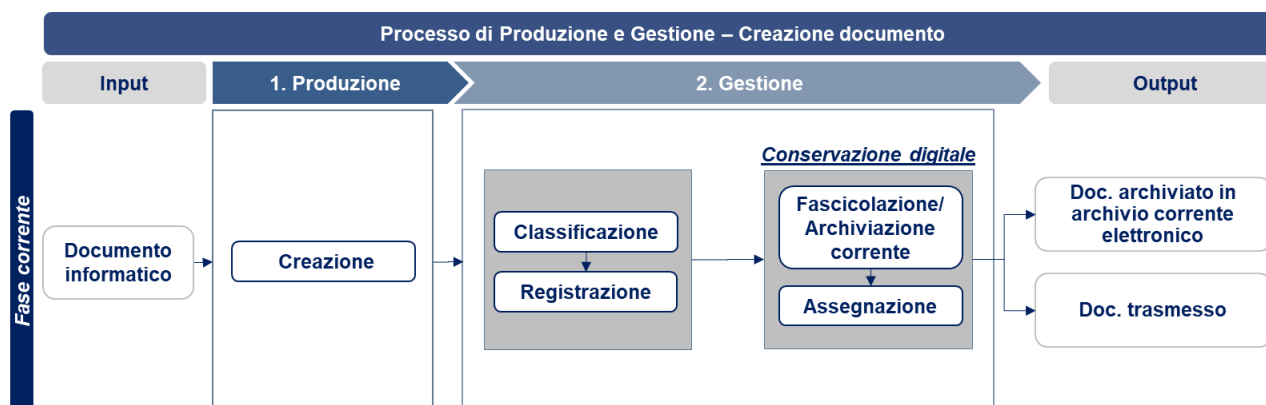 Processo di Produzione e Gestione – Creazione documento
Input
1. Produzione
2. Gestione
Output
Fase corrente
Documento
informatico
Creazione
Classificazione
Registrazione
Conservazione digitale
Fascicolazione/
Archiviazione
corrente
Assegnazione
Doc. archiviato in
archivio corrente
elettronico
Doc. trasmesso